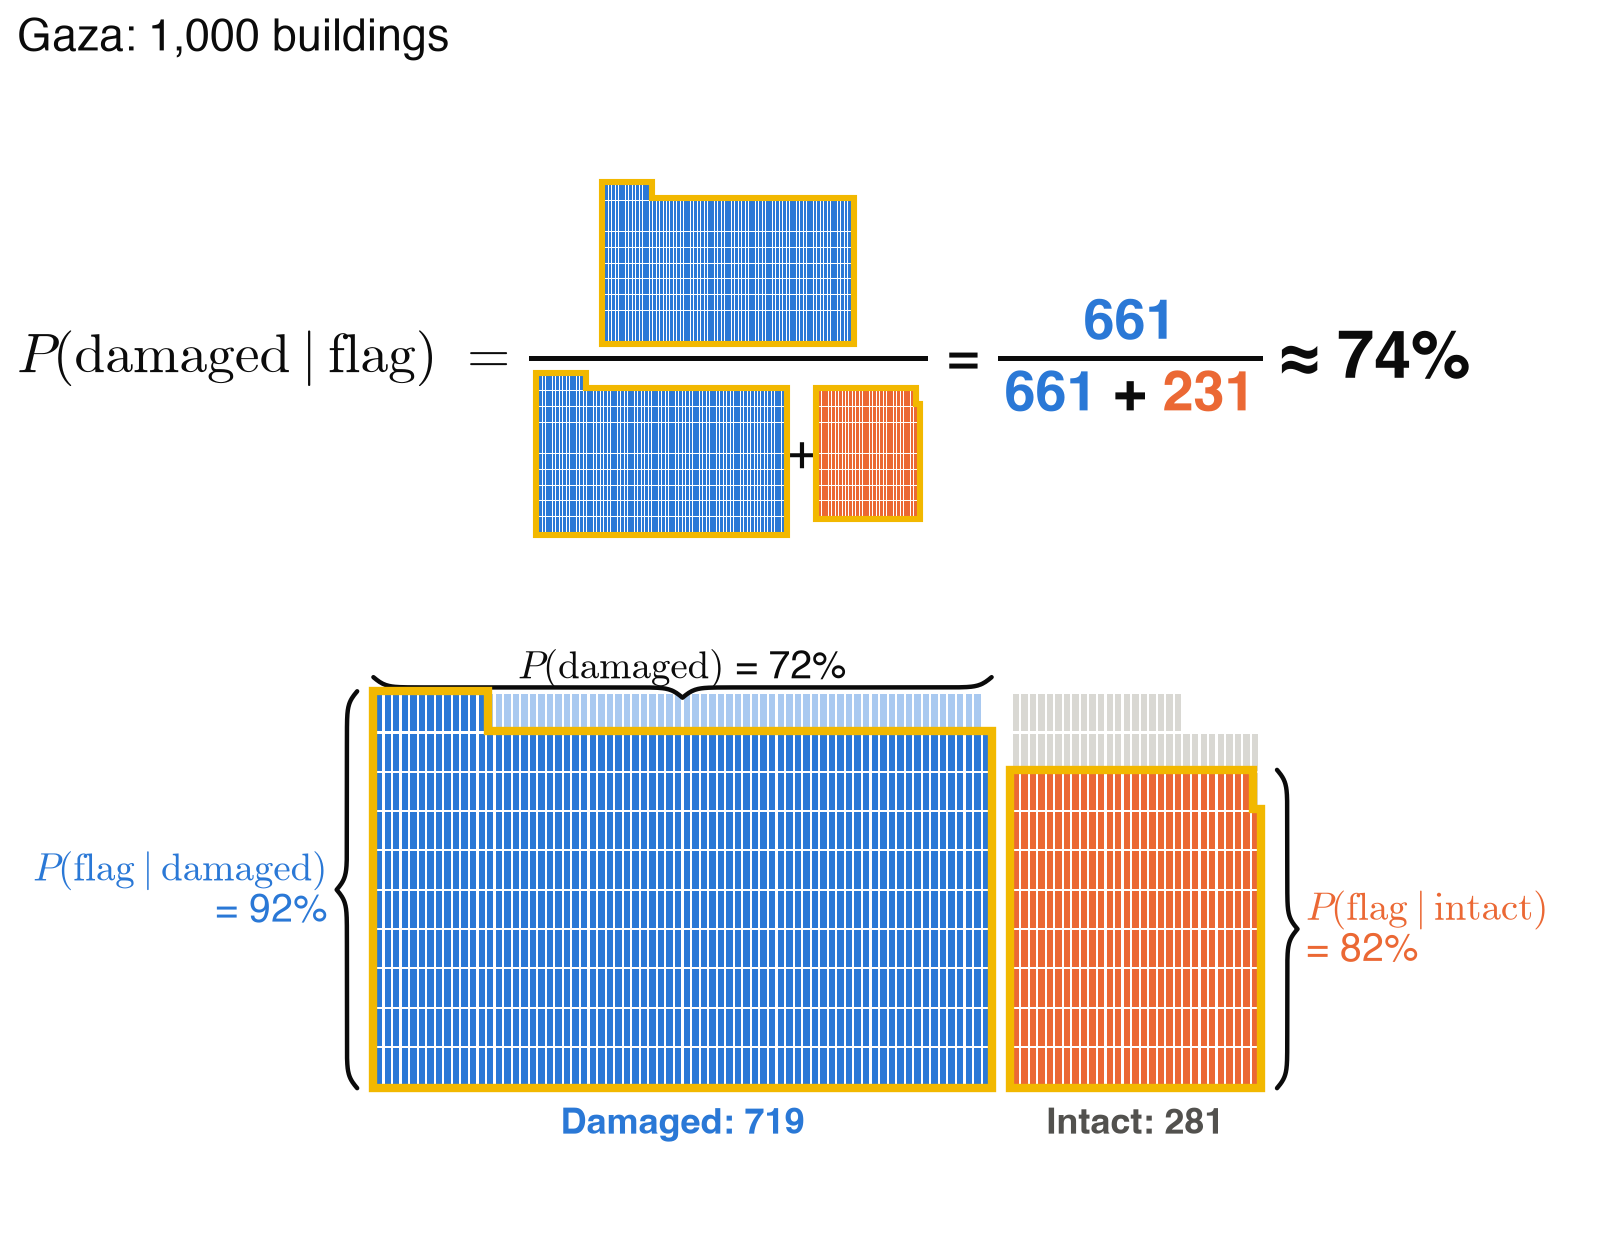 Gaza: 1,000 buildings
661
P(damaged | flag) = = ≈ 74%
661 + 231
+
P(damaged) = 72%
P(flag | damaged)
= 92%
P(flag | intact)
= 82%
Damaged: 719
Intact: 281